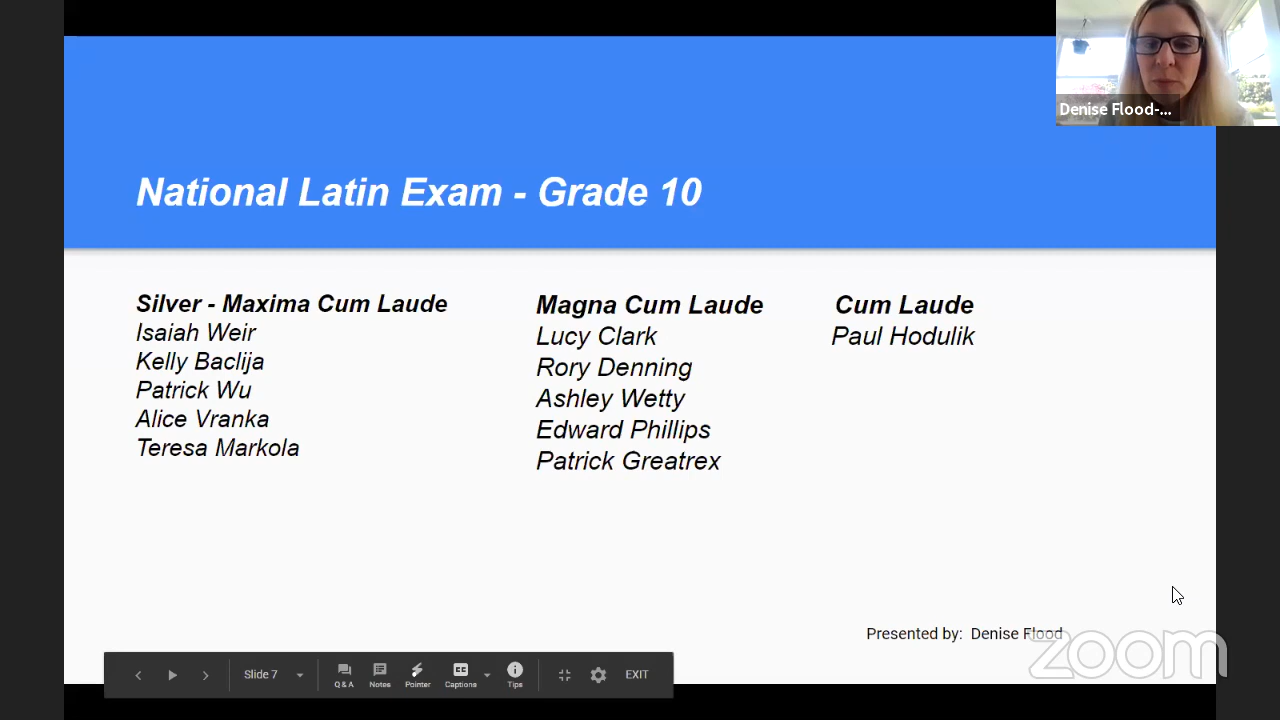 Denise Flood-...
National Latin Exam - Grade 10
Silver - Maxima Cum Laude
Isaiah Weir
Kelly Baclija
Patrick Wu
Alice Vranka
Teresa Markola
Magna Cum Laude
Lucy Clark
Rory Denning
Ashley Wetty
Edward Phillips
Patrick Greatrex
Cum Laude
Paul Hodulik
Presented by: Denise Flood
zoom
Slide 7
Q & A
Notes
Pointer
CC
Captions
Tips
EXIT